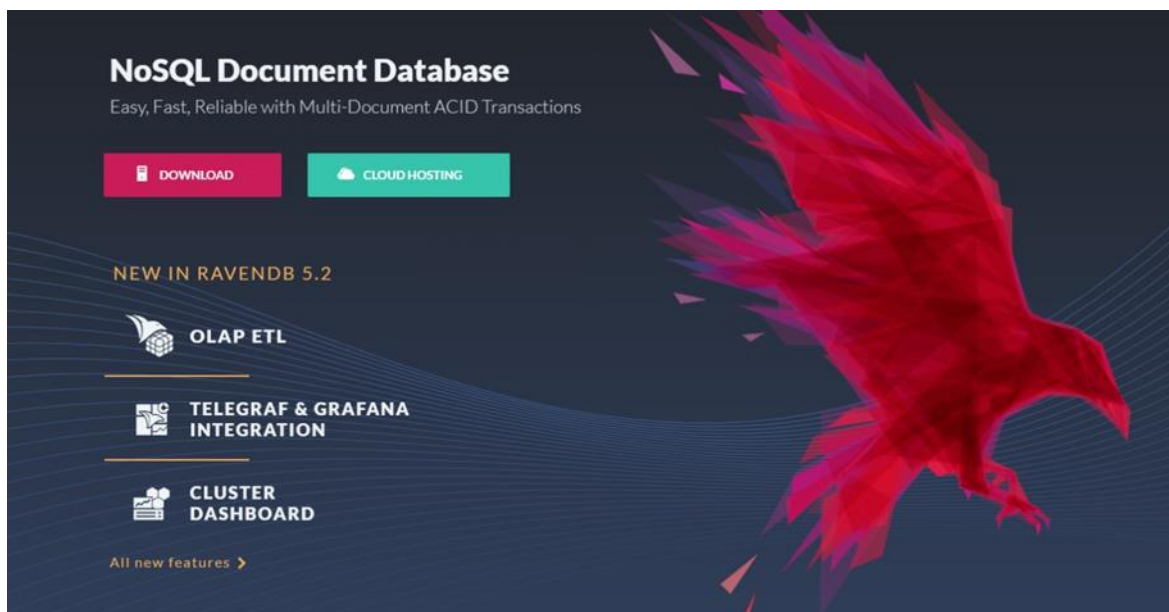 NoSQL Document Database
Easy, Fast, Reliable with Multi-Document ACID Transactions
DOWNLOAD
CLOUD HOSTING
NEW IN RAVENDB 5.2
OLAP ETL
TELEGRAF & GRAFANA
INTEGRATION
CLUSTER
DASHBOARD
All new features